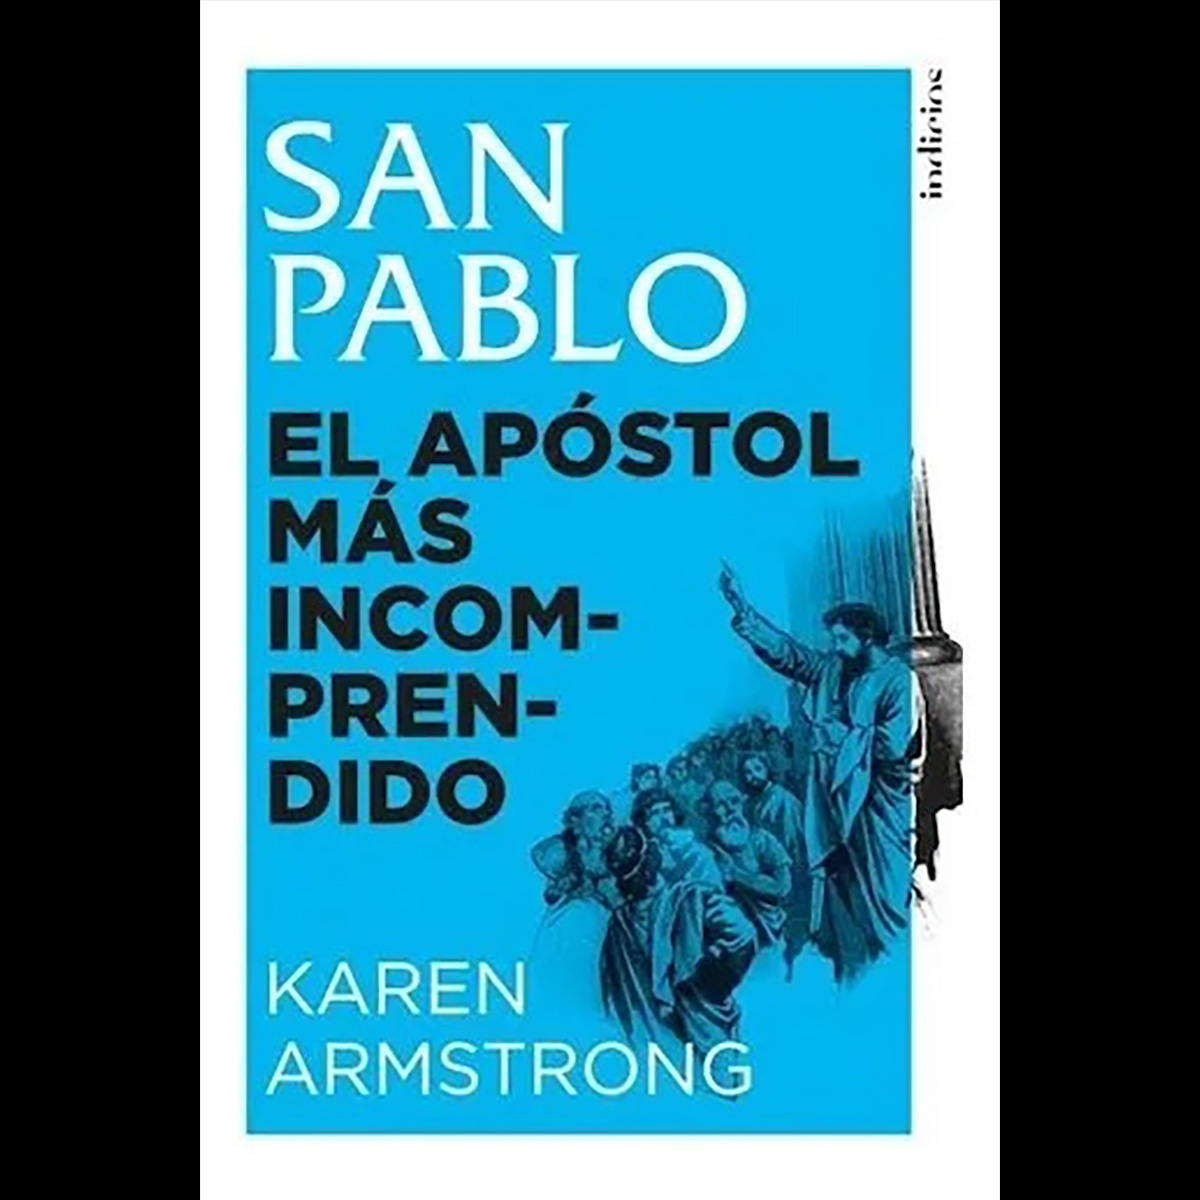 indicios
SAN
PABLO
EL APÓSTOL
MÁS
INCOM-
PREN-
DIDO
KAREN
ARMSTRONG